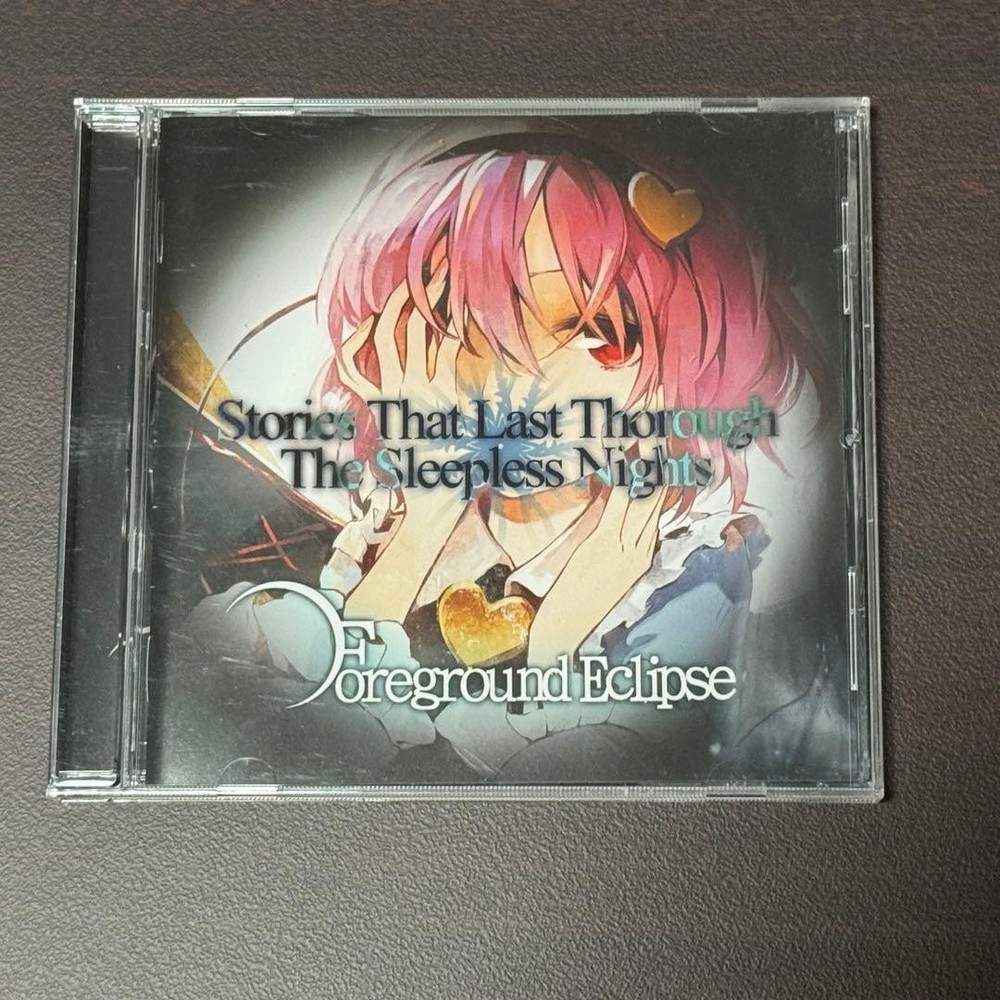 Stories That Last Thorough
The Sleepless Nights
Foreground Eclipse